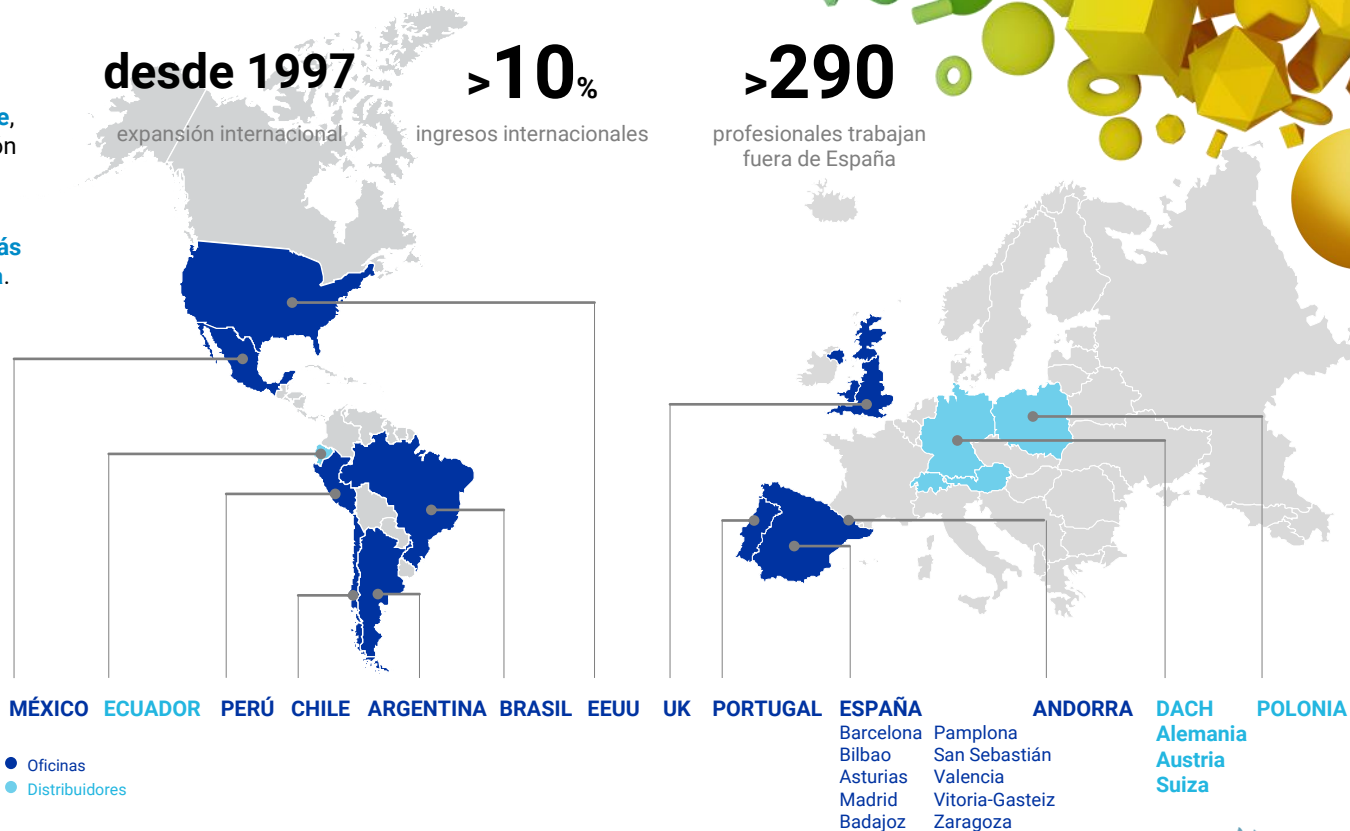 desde 1997
expansión internacional
>10%
ingresos internacionales
>290
profesionales trabajan
fuera de España
MÉXICO
ECUADOR
PERÚ
CHILE
ARGENTINA
BRASIL
EEUU
UK
PORTUGAL
ESPAÑA
Barcelona
Bilbao
Asturias
Madrid
Badajoz
Pamplona
San Sebastián
Valencia
Vitoria-Gasteiz
Zaragoza
ANDORRA
DACH
Alemania
Austria
Suiza
POLONIA
Oficinas
Distribuidores